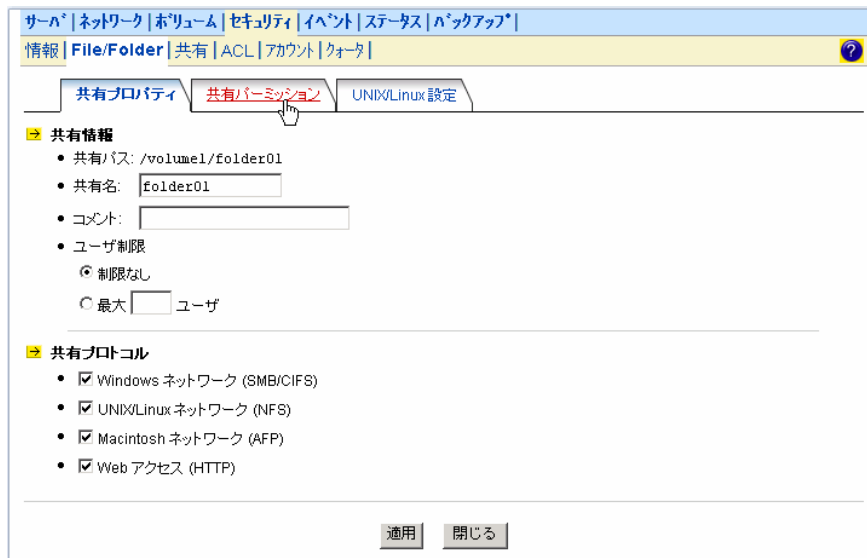 サーバ|ネットワーク|ボリューム|セキュリティ|イベント|ステータス|バックアップ|
情報|File/Folder|共有|ACL|アカウント|クォータ|
共有プロパティ 共有パーミッション UNIX/Linux 設定
共有情報
共有パス: /volume1/folder01
共有名: folder01
コメント:
ユーザ制限
制限なし
最大 ユーザ
共有プロトコル
Windows ネットワーク (SMB/CIFS)
UNIX/Linux ネットワーク (NFS)
Macintosh ネットワーク (AFP)
Web アクセス (HTTP)
適用 閉じる